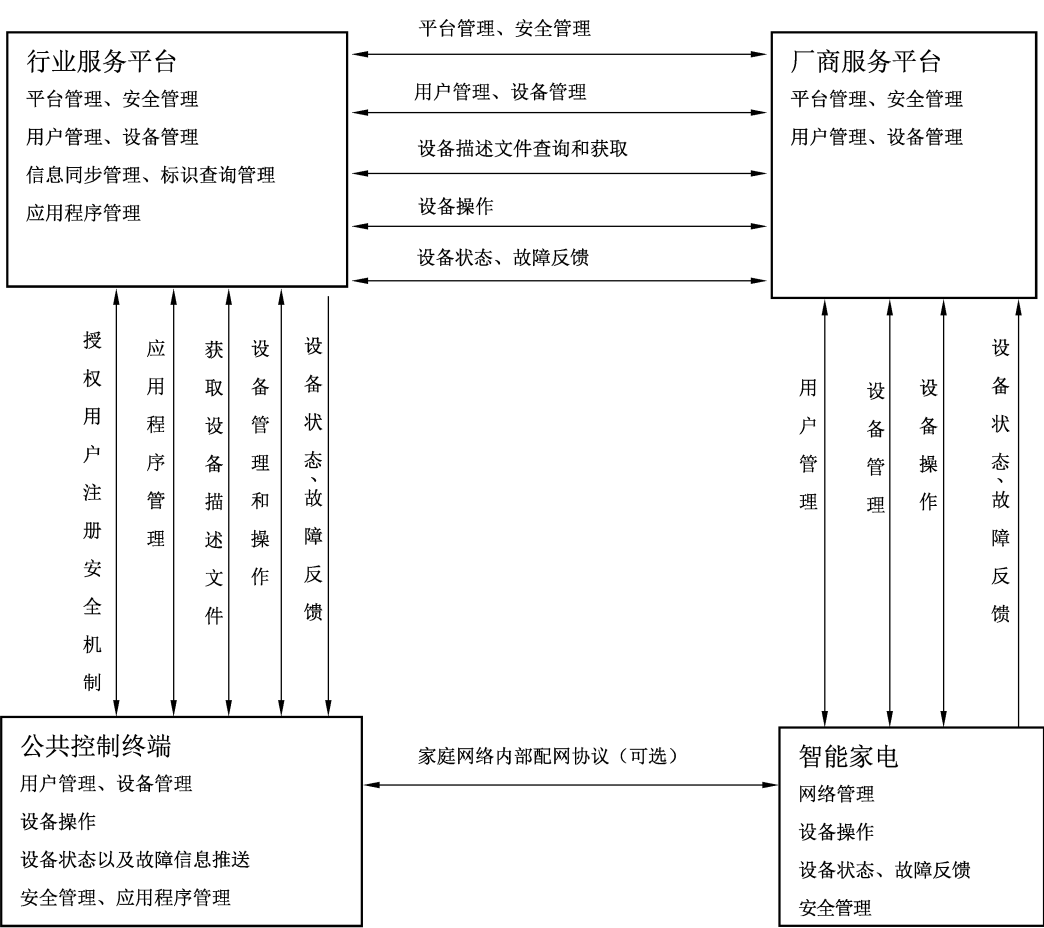 行业服务平台
平台管理、安全管理
用户管理、设备管理
信息同步管理、标识查询管理
应用程序管理
平台管理、安全管理
用户管理、设备管理
设备描述文件查询和获取
设备操作
设备状态、故障反馈
厂商服务平台
平台管理、安全管理
用户管理、设备管理
授权用户注册安全机制
应用程序管理
获取设备描述文件
设备管理和操作
设备状态、故障反馈
用户管理
设备管理
设备操作
设备状态、故障反馈
公共控制终端
用户管理、设备管理
设备操作
设备状态以及故障信息推送
安全管理、应用程序管理
家庭网络内部配网协议（可选）
智能家电
网络管理
设备操作
设备状态、故障反馈
安全管理